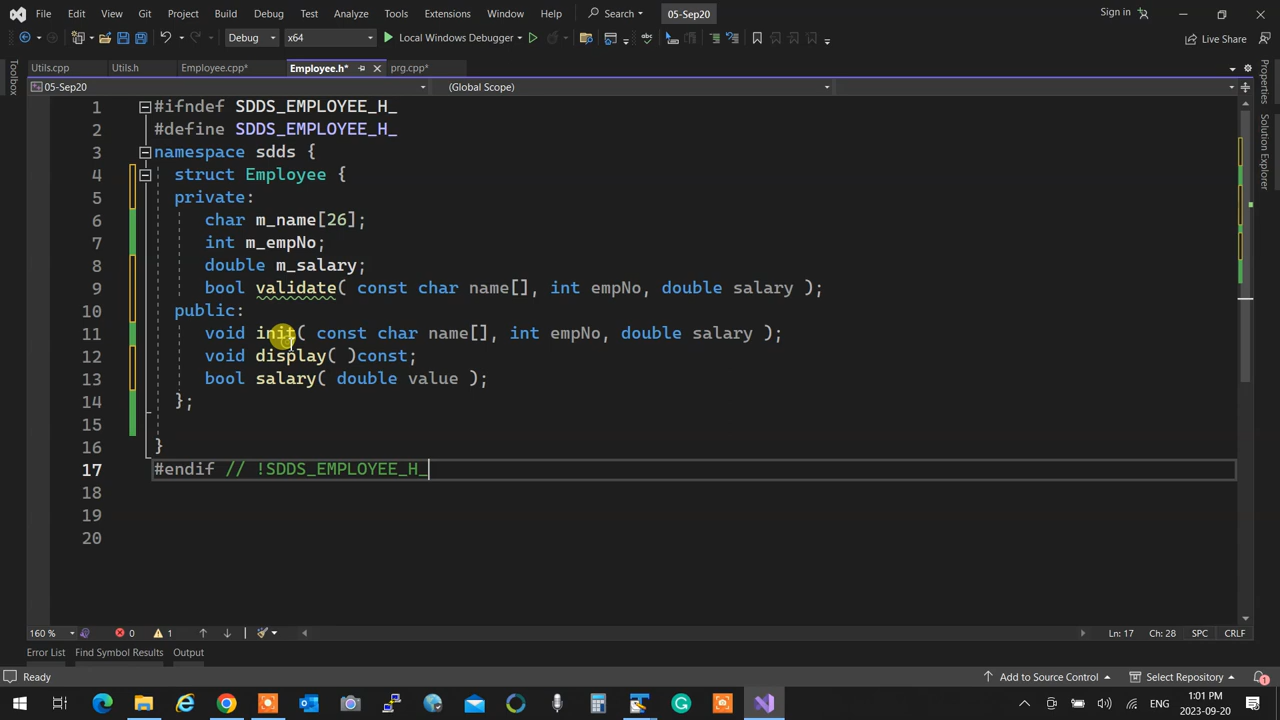 File Edit View Git Project Build Debug Test Analyze Tools Extensions Window Help Search 05-Sep20 Sign in
Debug x64 Local Windows Debugger Live Share
Utils.cpp Utils.h Employee.cpp* Employee.h* prg.cpp*
05-Sep20 (Global Scope)
1 #ifndef SDDS_EMPLOYEE_H_
2 #define SDDS_EMPLOYEE_H_
3 namespace sdds {
4 struct Employee {
5 private:
6 char m_name[26];
7 int m_empNo;
8 double m_salary;
9 bool validate( const char name[], int empNo, double salary );
10 public:
11 void init( const char name[], int empNo, double salary );
12 void display( )const;
13 bool salary( double value );
14 };
15
16 }
17 #endif // !SDDS_EMPLOYEE_H_
18
19
20
Toolbox
Properties
Solution Explorer
160 % 0 1 Ln: 17 Ch: 28 SPC CRLF
Error List Find Symbol Results Output
Ready Add to Source Control Select Repository 1
ENG 1:01 PM
2023-09-20